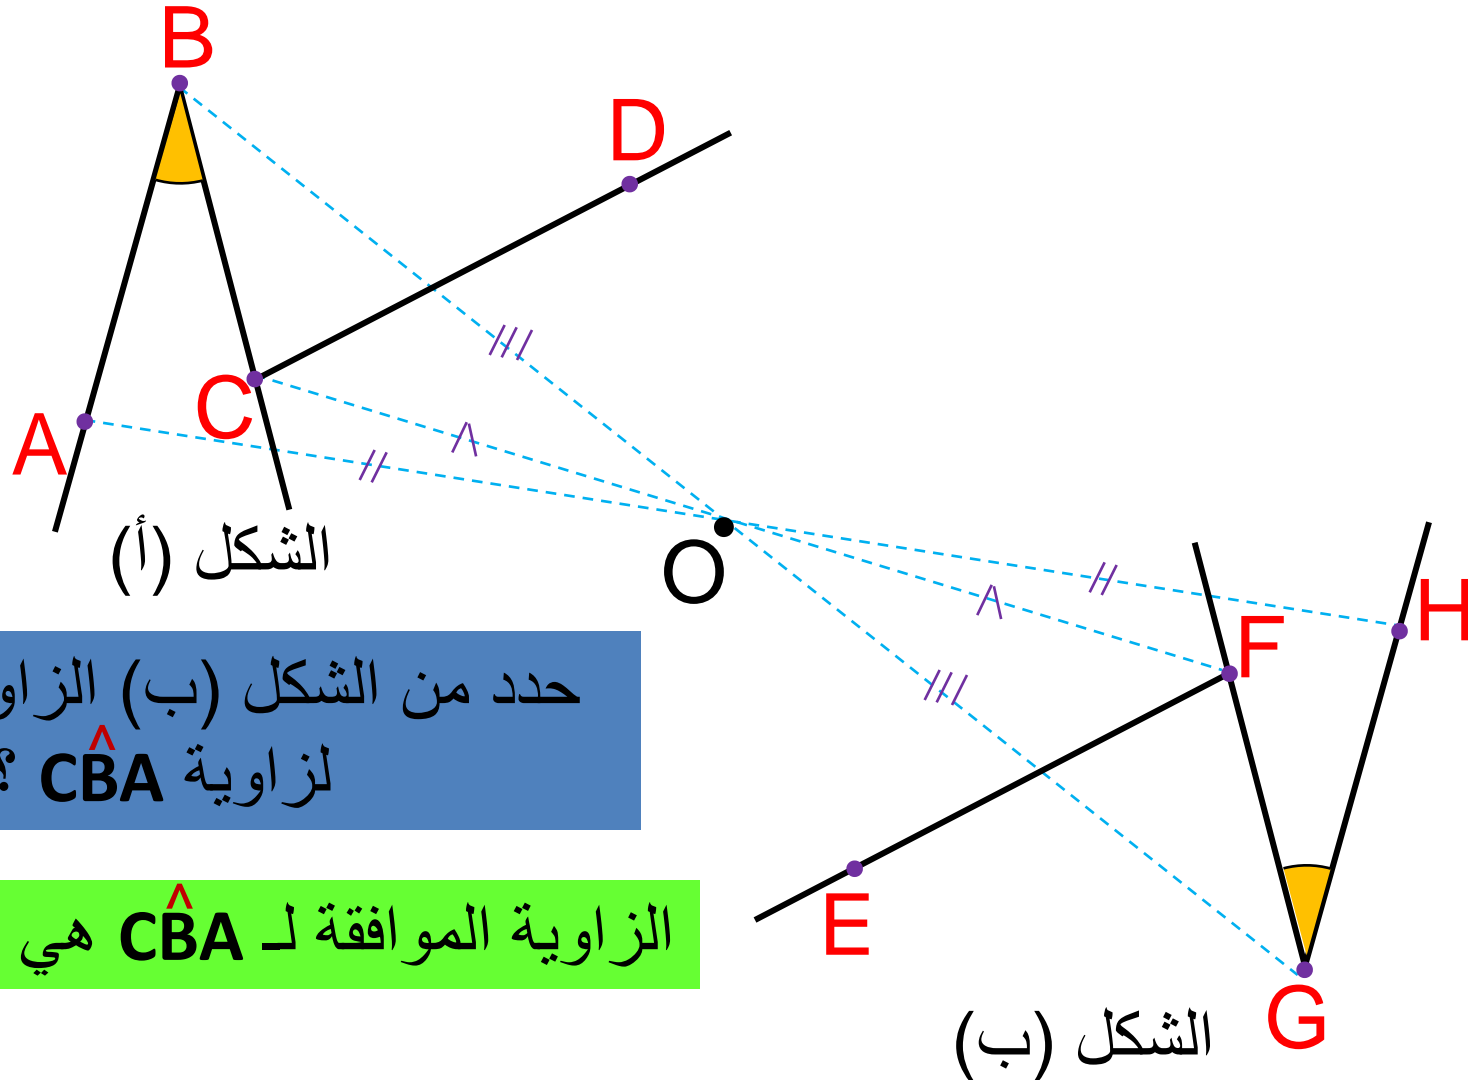 B
D
C
A
الشكل (أ)
O
H
F
حدد من الشكل (ب) الزاو
لزاوية CB̂A ؟
الزاوية الموافقة لـ CB̂A هي
E
G
الشكل (ب)